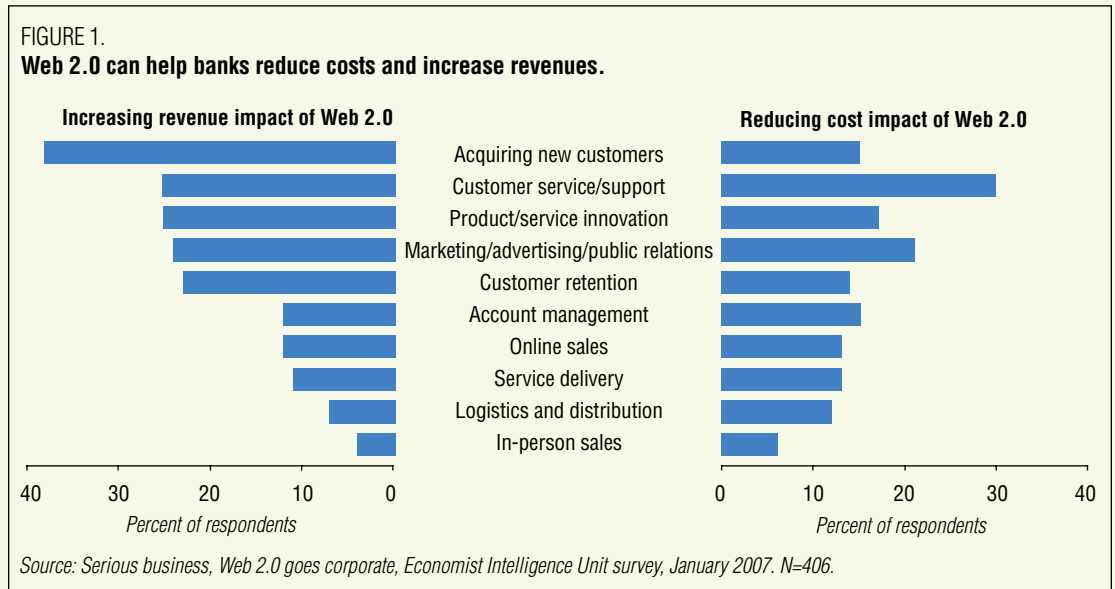 FIGURE 1.
Web 2.0 can help banks reduce costs and increase revenues.
Increasing revenue impact of Web 2.0
Reducing cost impact of Web 2.0
Acquiring new customers
Customer service/support
Product/service innovation
Marketing/advertising/public relations
Customer retention
Account management
Online sales
Service delivery
Logistics and distribution
In-person sales
40 30 20 10 0
0 10 20 30 40
Percent of respondents
Percent of respondents
Source: Serious business, Web 2.0 goes corporate, Economist Intelligence Unit survey, January 2007. N=406.